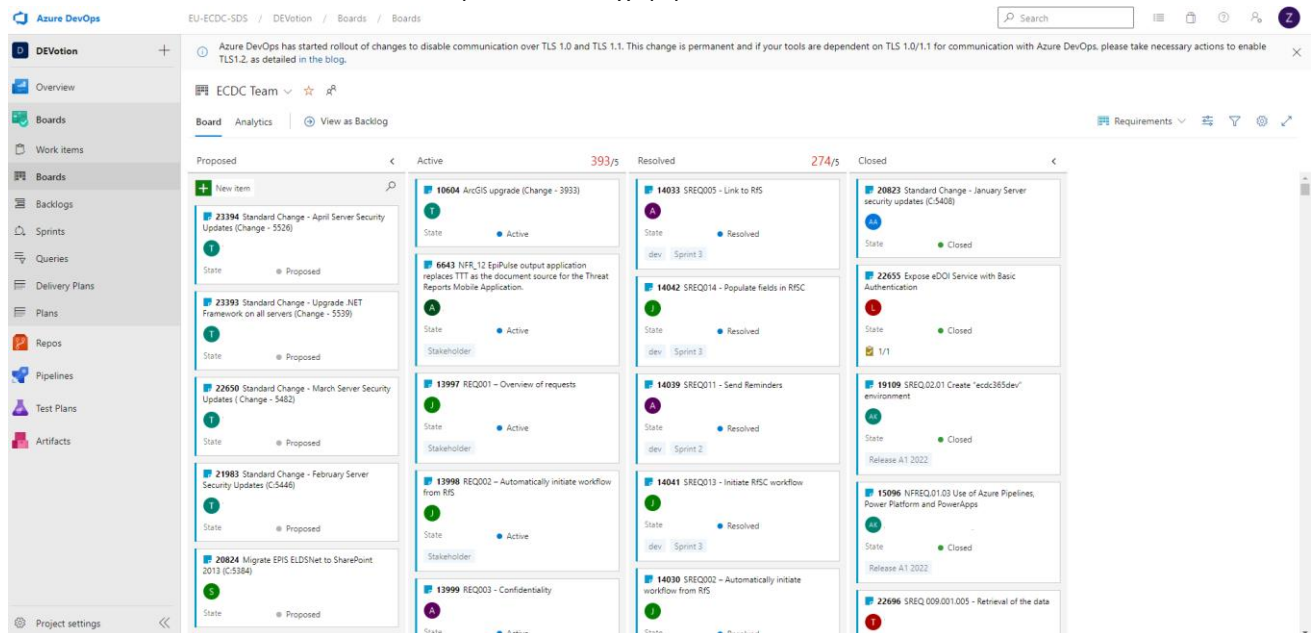 Azure DevOps
EU-ECDC-SDS / DEVotion / Boards / Boards
Search
Z
D DEVotion
Azure DevOps has started rollout of changes to disable communication over TLS 1.0 and TLS 1.1. This change is permanent and if your tools are dependent on TLS 1.0/1.1 for communication with Azure DevOps, please take necessary actions to enable
TLS1.2, as detailed in the blog.
Overview
Boards
Work items
Boards
Backlogs
Sprints
Queries
Delivery Plans
Plans
Repos
Pipelines
Test Plans
Artifacts
Project settings
ECDC Team
Board Analytics View as Backlog
Requirements
Proposed
New item
23394 Standard Change - April Server Security
Updates (Change - 5526)
T
State Proposed
23393 Standard Change - Upgrade .NET
Framework on all servers (Change - 5539)
T
State Proposed
22650 Standard Change - March Server Security
Updates ( Change - 5482)
T
State Proposed
21983 Standard Change - February Server
Security Updates (C:5446)
T
State Proposed
20824 Migrate EPIS ELDSNet to SharePoint
2013 (C:5384)
S
State Proposed
Active 393/5
10604 ArcGIS upgrade (Change - 3933)
T
State Active
6643 NFR_12 EpiPulse output application
replaces TTT as the document source for the Threat
Reports Mobile Application.
A
State Active
Stakeholder
13997 REQ001 – Overview of requests
J
State Active
Stakeholder
13998 REQ002 – Automatically initiate workflow
from RfS
J
State Active
Stakeholder
13999 REQ003 - Confidentiality
A
State Active
Resolved 274/5
14033 SREQ005 - Link to RfS
A
State Resolved
dev Sprint 3
14042 SREQ014 - Populate fields in RfSC
J
State Resolved
dev Sprint 3
14039 SREQ011 - Send Reminders
A
State Resolved
dev Sprint 2
14041 SREQ013 - Initiate RfSC workflow
J
State Resolved
dev Sprint 3
14030 SREQ002 – Automatically initiate
workflow from RfS
J
State Resolved
Closed
20823 Standard Change - January Server
security updates (C:5408)
AA
State Closed
22655 Expose eDOI Service with Basic
Authentication
L
State Closed
1/1
19109 SREQ.02.01 Create "ecdc365dev"
environment
AK
State Closed
Release A1 2022
15096 NFREQ.01.03 Use of Azure Pipelines,
Power Platform and PowerApps
AK
State Closed
Release A1 2022
22696 SREQ 009.001.005 - Retrieval of the data
T